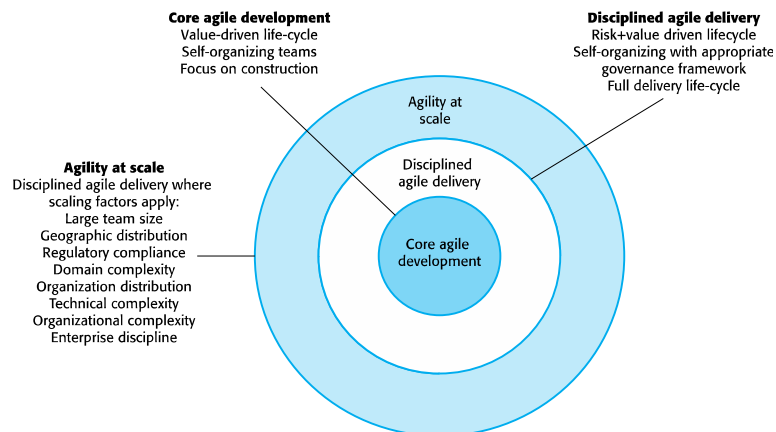 Core agile development
Value-driven life-cycle
Self-organizing teams
Focus on construction
Disciplined agile delivery
Risk+value driven lifecycle
Self-organizing with appropriate
governance framework
Full delivery life-cycle
Agility at scale
Disciplined agile delivery where
scaling factors apply:
Large team size
Geographic distribution
Regulatory compliance
Domain complexity
Organization distribution
Technical complexity
Organizational complexity
Enterprise discipline
Agility at
scale
Disciplined
agile delivery
Core agile
development